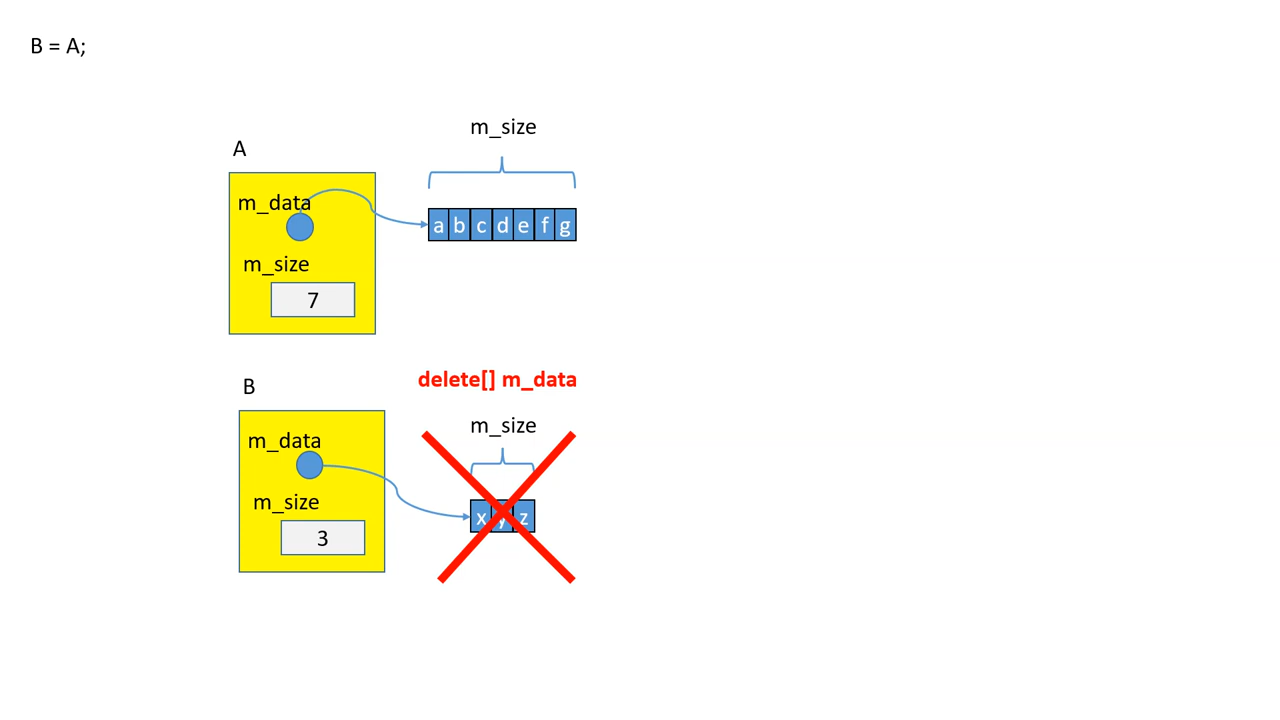 B = A;
m_size
A
m_data
a b c d e f g
m_size
7
delete[] m_data
B
m_size
m_data
m_size
x y z
3